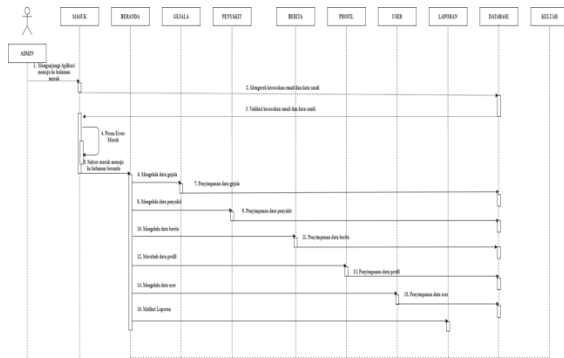 MASUK
BERANDA
GEJALA
PENYAKIT
BERITA
PROFIL
USER
LAPORAN
DATABASE
KELUAR
ADMIN
1. Mengunjungi Aplikasi
menuju ke halaman
masuk
2. Mengecek kecocokan email dan kata sandi
3. Validasi kecocokan email dan kata sandi
4. Pesan Error
Masuk
5. Sukses masuk menuju
ke halaman beranda
6. Mengelola data gejala
7. Penyimpanan data gejala
8. Mengelola data penyakit
9. Penyimpanan data penyakit
10. Mengelola data berita
11. Penyimpanan data berita
12. Merubah data profil
13. Penyimpanan data profil
14. Mengelola data user
15. Penyimpanan data user
16. Melihat Laporan